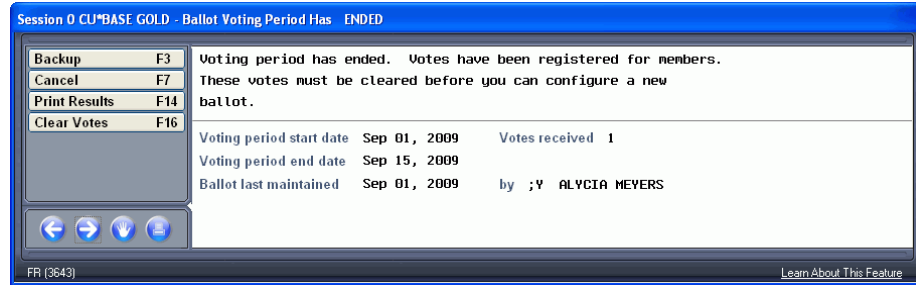 Session 0 CU*BASE GOLD - Ballot Voting Period Has ENDED
Backup F3
Cancel F7
Print Results F14
Clear Votes F16
Voting period has ended. Votes have been registered for members.
These votes must be cleared before you can configure a new
ballot.
Voting period start date Sep 01, 2009 Votes received 1
Voting period end date Sep 15, 2009
Ballot last maintained Sep 01, 2009 by ;Y ALYCIA MEYERS
FR (3643) Learn About This Feature